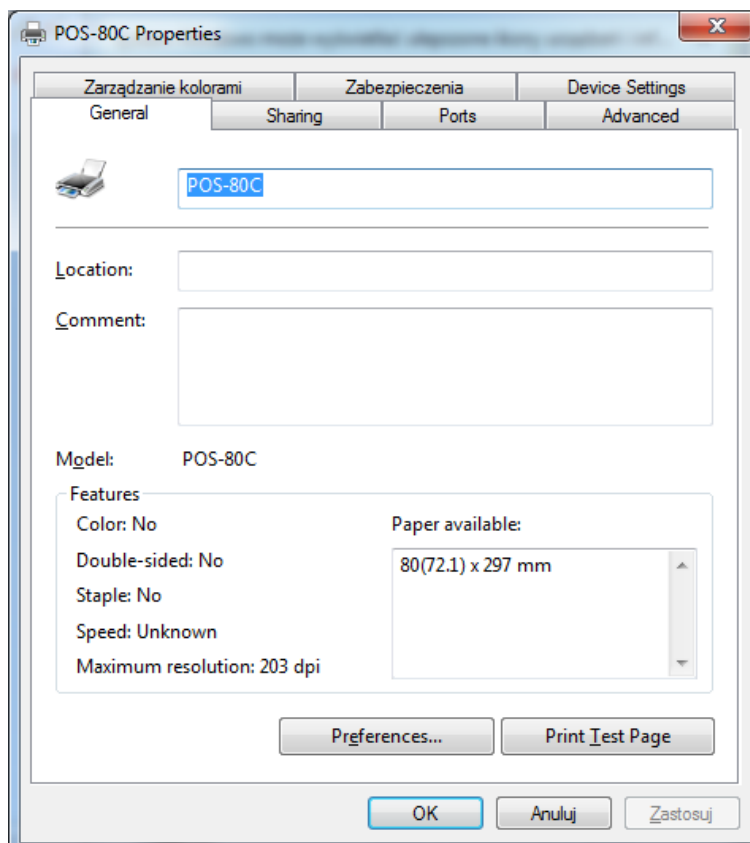 POS-80C Properties
Zarządzanie kolorami Zabezpieczenia Device Settings
General Sharing Ports Advanced
POS-80C
Location:
Comment:
Model: POS-80C
Features
Color: No
Double-sided: No
Staple: No
Speed: Unknown
Maximum resolution: 203 dpi
Paper available:
80(72.1) x 297 mm
Preferences... Print Test Page
OK Anuluj Zastosuj